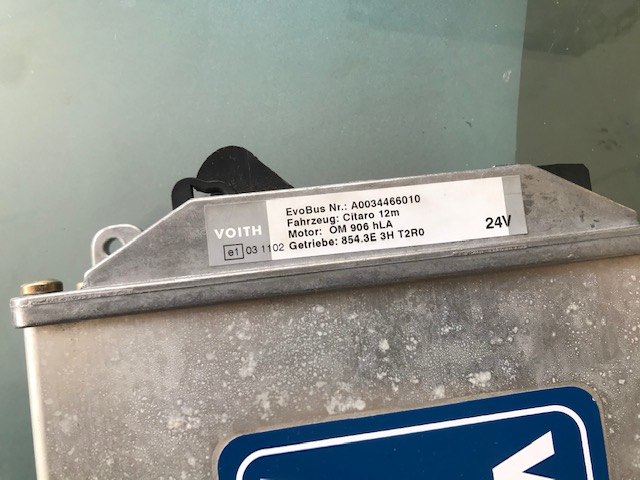 VOITH
e1 03 1102
EvoBus Nr.: A0034466010
Fahrzeug: Citaro 12m
Motor: OM 906 hLA
Getriebe: 854.3E 3H T2R0
24V
V